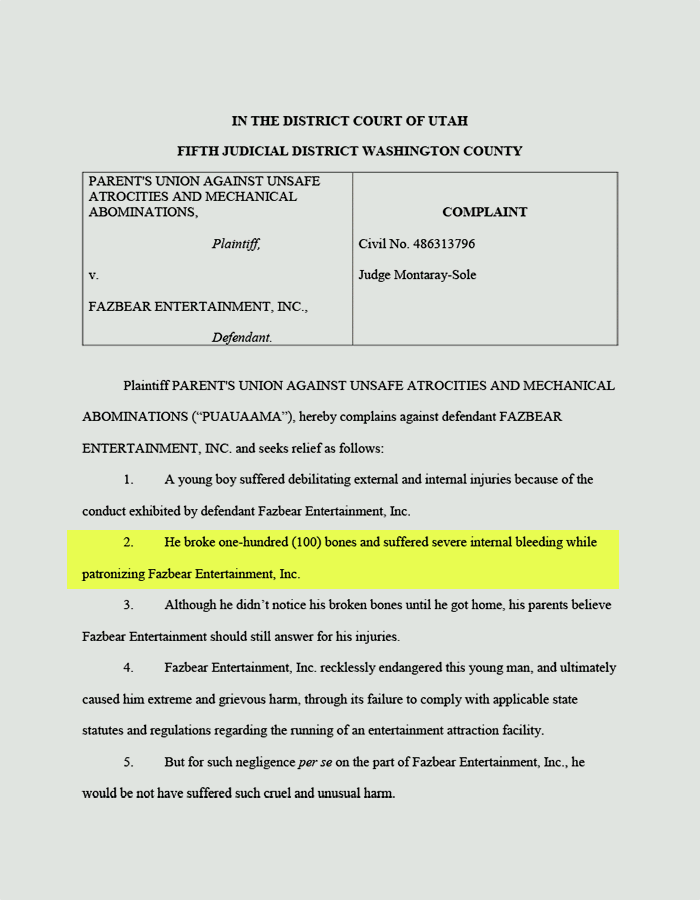 IN THE DISTRICT COURT OF UTAH
FIFTH JUDICIAL DISTRICT WASHINGTON COUNTY
PARENT'S UNION AGAINST UNSAFE
ATROCITIES AND MECHANICAL
ABOMINATIONS,
Plaintiff,
v.
FAZBEAR ENTERTAINMENT, INC.,
Defendant.
COMPLAINT
Civil No. 486313796
Judge Montaray-Sole
Plaintiff PARENT'S UNION AGAINST UNSAFE ATROCITIES AND MECHANICAL
ABOMINATIONS (“PUAUAAMA”), hereby complains against defendant FAZBEAR
ENTERTAINMENT, INC. and seeks relief as follows:
1. A young boy suffered debilitating external and internal injuries because of the
conduct exhibited by defendant Fazbear Entertainment, Inc.
2. He broke one-hundred (100) bones and suffered severe internal bleeding while
patronizing Fazbear Entertainment, Inc.
3. Although he didn’t notice his broken bones until he got home, his parents believe
Fazbear Entertainment should still answer for his injuries.
4. Fazbear Entertainment, Inc. recklessly endangered this young man, and ultimately
caused him extreme and grievous harm, through its failure to comply with applicable state
statutes and regulations regarding the running of an entertainment attraction facility.
5. But for such negligence per se on the part of Fazbear Entertainment, Inc., he
would be not have suffered such cruel and unusual harm.